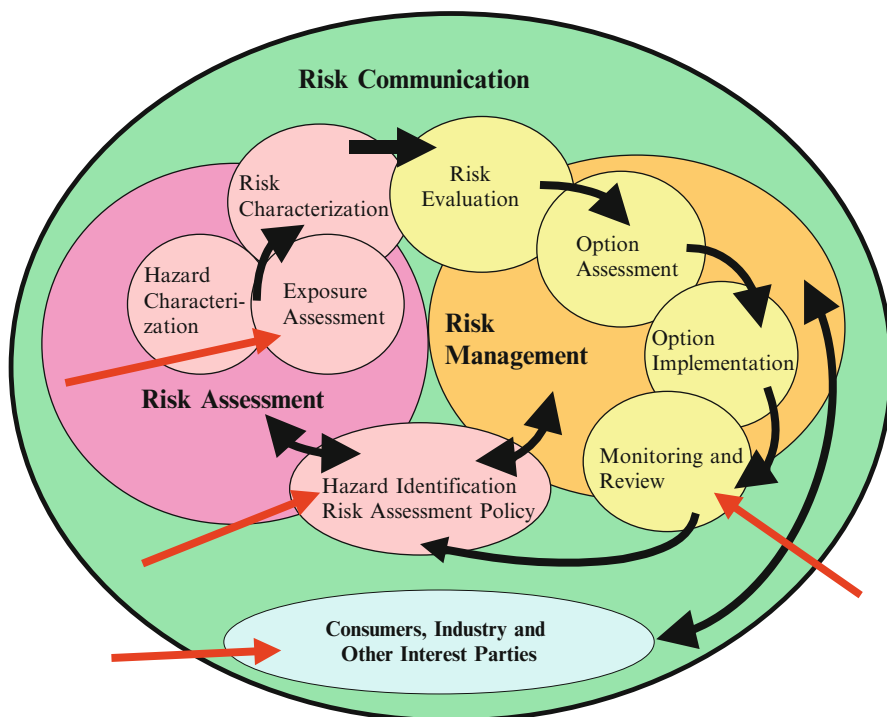 Risk Communication
Risk
Characterization
Risk
Evaluation
Option
Assessment
Hazard
Characteri-
zation
Exposure
Assessment
Risk
Management
Option
Implementation
Risk Assessment
Monitoring and
Review
Hazard Identification
Risk Assessment Policy
Consumers, Industry and
Other Interest Parties